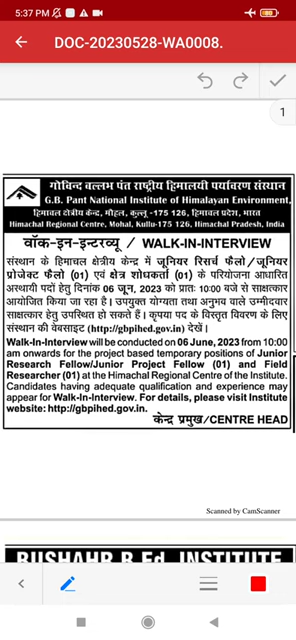 5:37 PM
DOC-20230528-WA0008.
1
गोविन्द बल्लभ पंत राष्ट्रीय हिमालयी पर्यावरण संस्थान
G.B. Pant National Institute of Himalayan Environment,
हिमाचल क्षेत्रीय केन्द्र, मौहल, कुल्लू-175 126, हिमाचल प्रदेश, भारत
Himachal Regional Centre, Mohal, Kullu-175 126, Himachal Pradesh, India
वॉक-इन-इन्टरव्यू / WALK-IN-INTERVIEW
संस्थान के हिमाचल क्षेत्रीय केन्द्र में जूनियर रिसर्च फैलो/जूनियर
प्रोजेक्ट फैलो (01) एवं क्षेत्र शोधकर्ता (01) के परियोजना आधारित
अस्थायी पदों हेतु दिनांक 06 जून, 2023 को प्रातः 10:00 बजे से साक्षात्कार
आयोजित किया जा रहा है। उपयुक्त योग्यता तथा अनुभव वाले उम्मीदवार
साक्षात्कार हेतु उपस्थित हो सकते हैं। कृपया पद के विस्तृत विवरण के लिए
संस्थान की वेबसाइट (http://gbpihed.gov.in) देखें।
Walk-In-Interview will be conducted on 06 June, 2023 from 10:00
am onwards for the project based temporary positions of Junior
Research Fellow/Junior Project Fellow (01) and Field
Researcher (01) at the Himachal Regional Centre of the Institute.
Candidates having adequate qualification and experience may
appear for Walk-In-Interview. For details, please visit Institute
website: http://gbpihed.gov.in.
केन्द्र प्रमुख/CENTRE HEAD
Scanned by CamScanner
BUSHAHR B.Ed. INSTITUTE